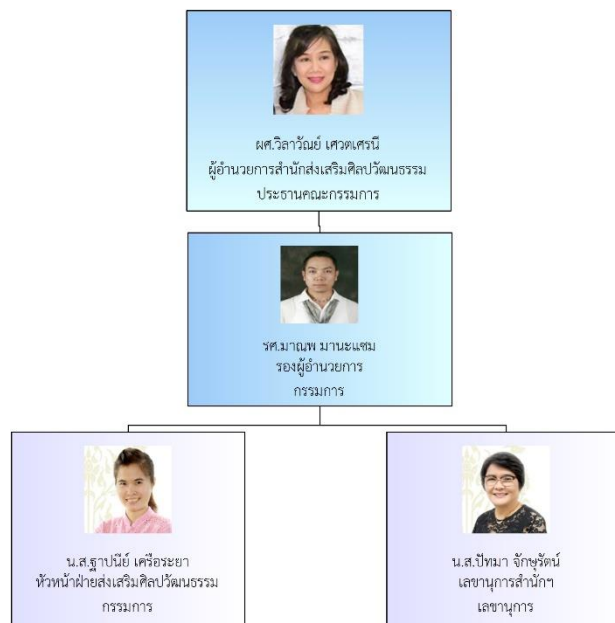 ผศ.วิลาวัณย์ เศวตเศรนี
ผู้อำนวยการสำนักส่งเสริมศิลปวัฒนธรรม
ประธานคณะกรรมการ
รศ.มาณพ มานะแซม
รองผู้อำนวยการ
กรรมการ
น.ส.ฐาปนีย์ เครือระยา
หัวหน้าฝ่ายส่งเสริมศิลปวัฒนธรรม
กรรมการ
น.ส.ปัทมา จักษุรัตน์
เลขานุการสำนักฯ
เลขานุการ